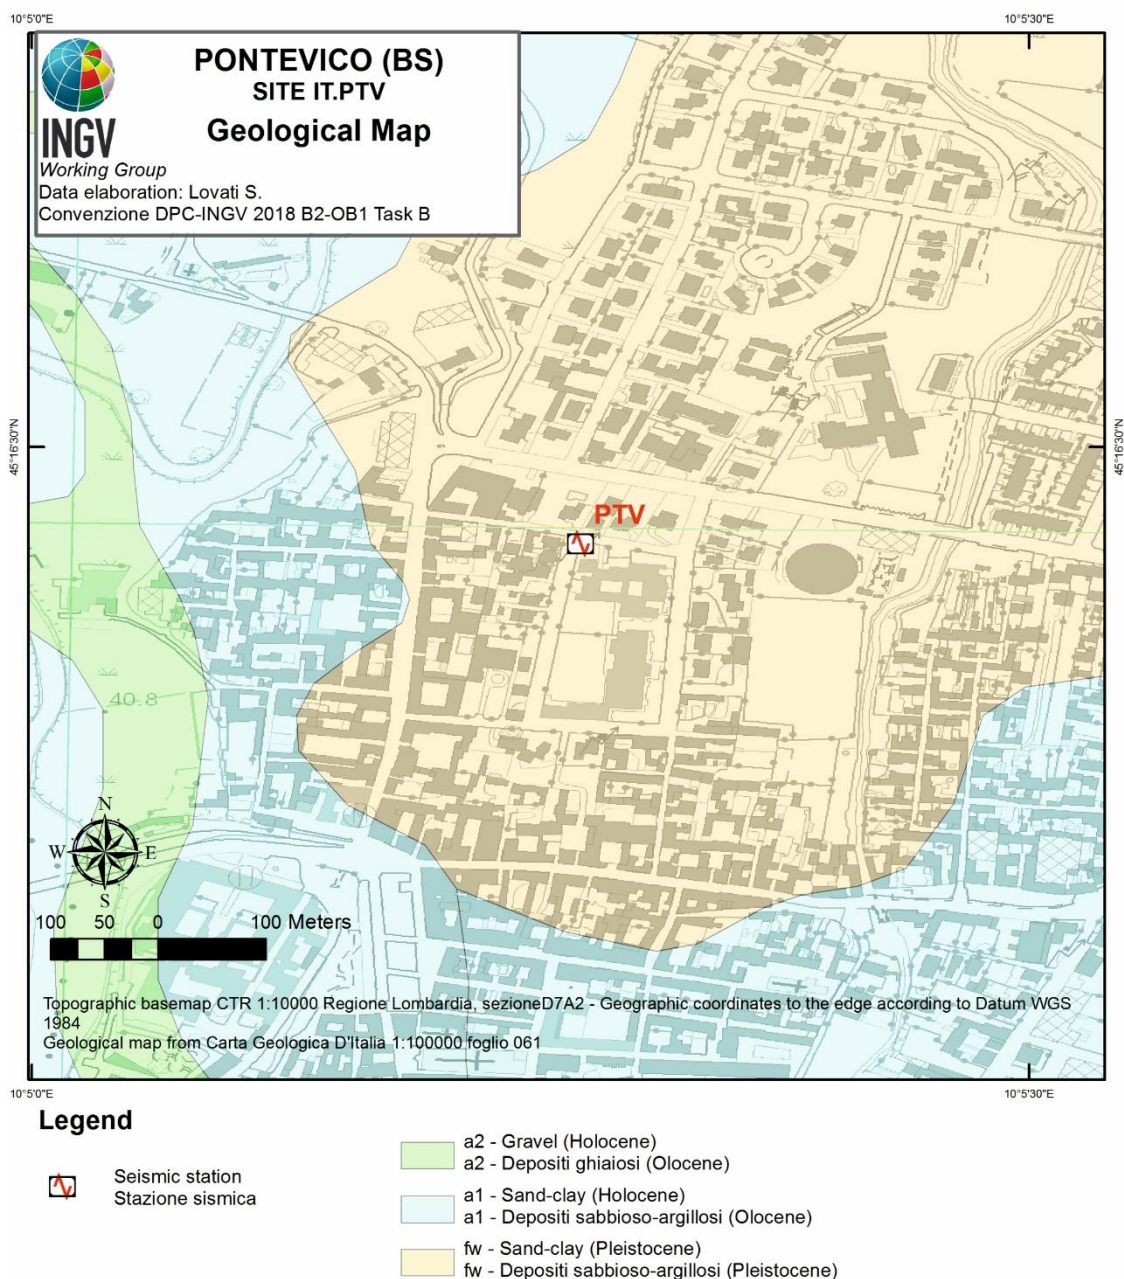 10°5'0"E
10°5'30"E
PONTEVICO (BS)
SITE IT.PTV
Geological Map
INGV
Working Group
Data elaboration: Lovati S.
Convenzione DPC-INGV 2018 B2-OB1 Task B
45°16'30"N
45°16'30"N
PTV
40.8
N
W
E
S
100 50 0 100 Meters
Topographic basemap CTR 1:10000 Regione Lombardia, sezioneD7A2 - Geographic coordinates to the edge according to Datum WGS
1984
Geological map from Carta Geologica D'Italia 1:100000 foglio 061
10°5'0"E
10°5'30"E
Legend
Seismic station
Stazione sismica
a2 - Gravel (Holocene)
a2 - Depositi ghiaiosi (Olocene)
a1 - Sand-clay (Holocene)
a1 - Depositi sabbioso-argillosi (Olocene)
fw - Sand-clay (Pleistocene)
fw - Depositi sabbioso-argillosi (Pleistocene)